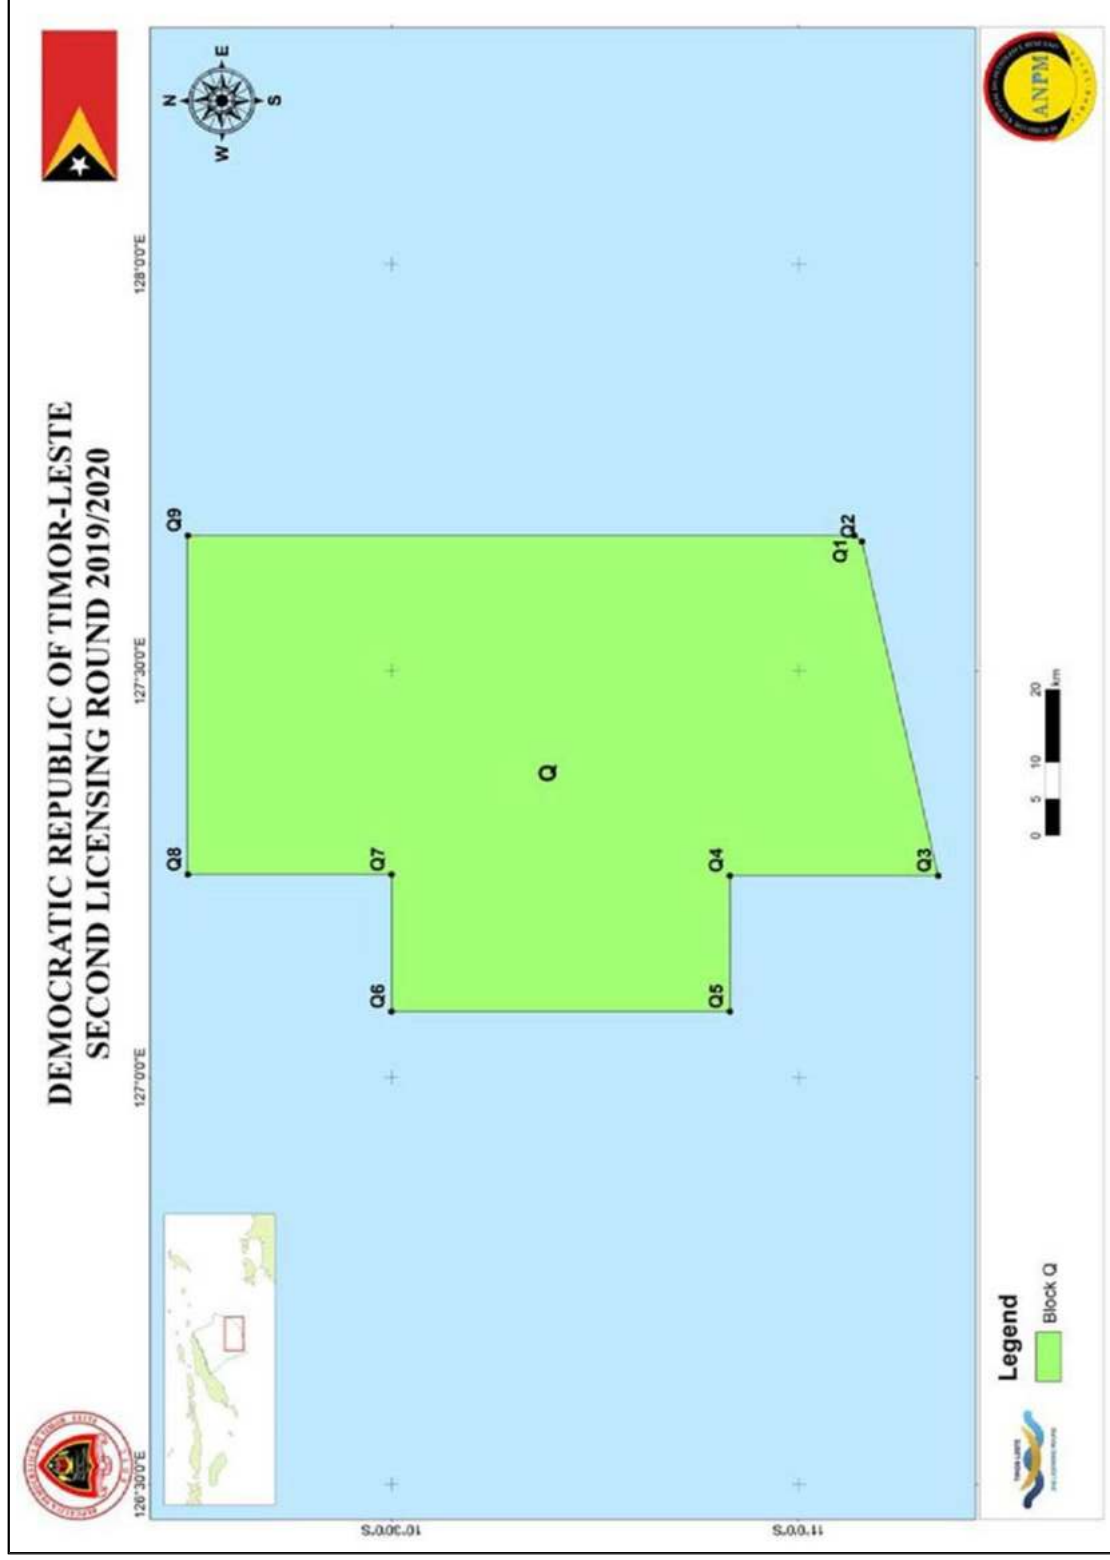 DEMOCRATIC REPUBLIC OF TIMOR-LESTE
SECOND LICENSING ROUND 2019/2020
126°30'0"E
127°0'0"E
127°30'0"E
128°0'0"E
10°30'0"S
11°0'0"S
N
W
E
S
Q8
Q9
Q6
Q7
Q
Q5
Q4
Q1
Q2
Q3
Legend
Block Q
0 5 10 20
km
TIMOR-LESTE
ANPM